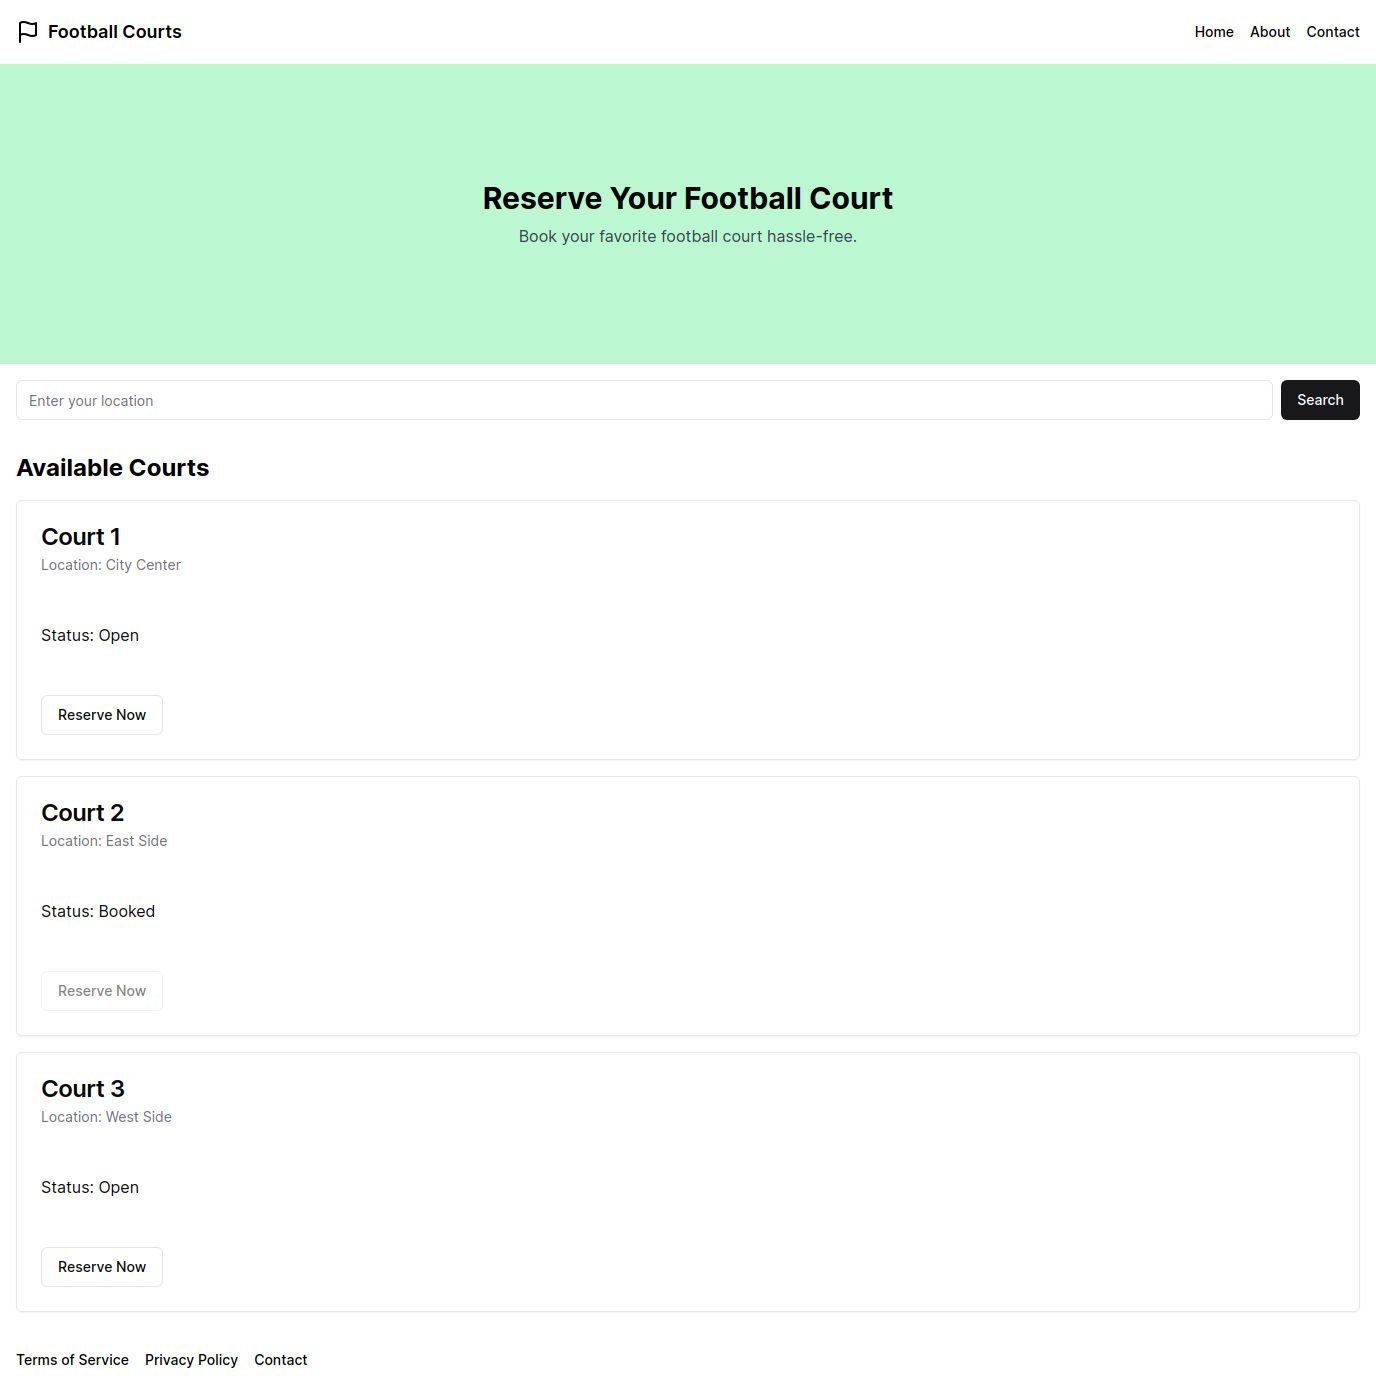 Football Courts
Home About Contact
Reserve Your Football Court
Book your favorite football court hassle-free.
Enter your location
Search
Available Courts
Court 1
Location: City Center
Status: Open
Reserve Now
Court 2
Location: East Side
Status: Booked
Reserve Now
Court 3
Location: West Side
Status: Open
Reserve Now
Terms of Service Privacy Policy Contact